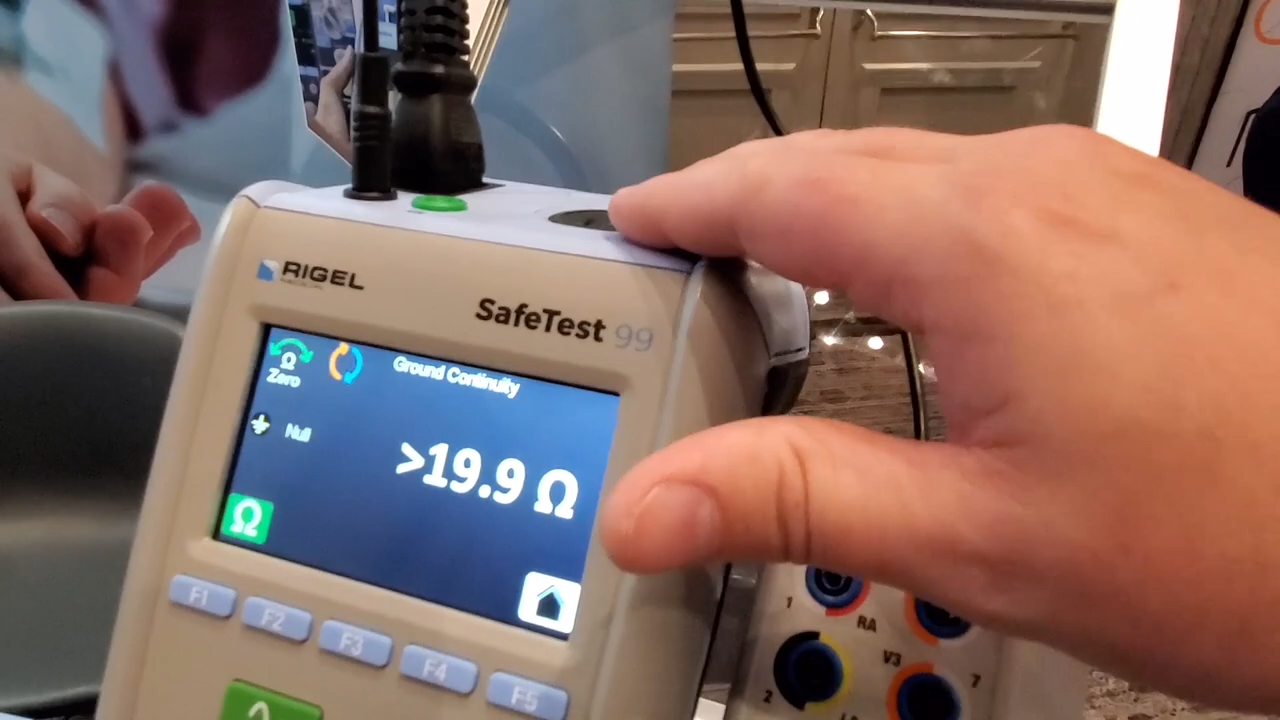 RIGEL
SafeTest 99
Ground Continuity
Zero
Null
>19.9 Ω
Ω
F1
F2
F3
F4
F5
1
RA
V3
7
2